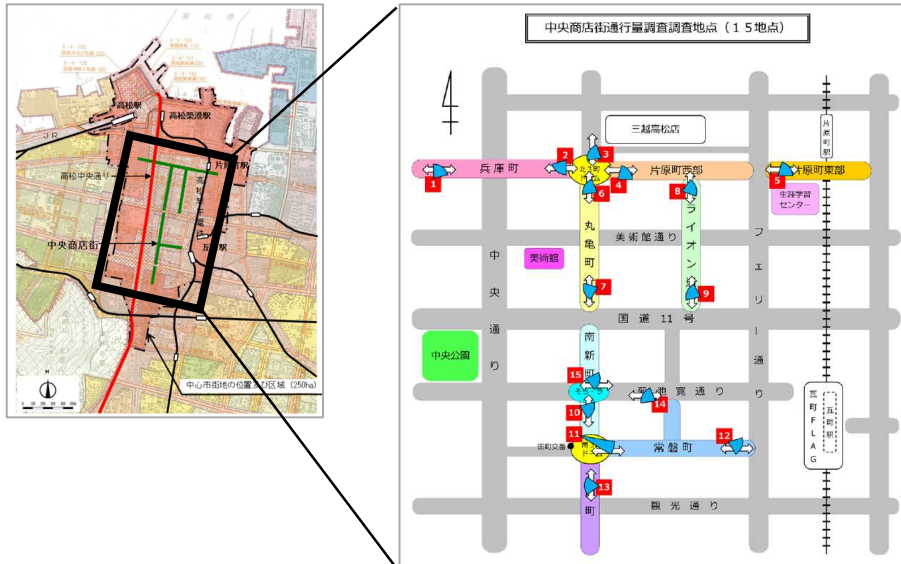 高松港
高松駅
高松築港駅
片原町駅
高松中央通り
中央商店街
瓦町駅
中心市街地の位置及び区域（250ha）
中央商店街通行量調査調査地点（１５地点）
三越高松店
片原町駅
兵庫町
片原町西部
片原町東部
生涯学習
センター
丸亀町
ライオン
美術館通り
美術館
中央通り
フェリー通り
国道11号
中央公園
南新町
菊池寛通り
瓦町FLAG
瓦町駅
田町交番
常磐町
町
観光通り
1
2
3
4
5
6
7
8
9
10
11
12
13
14
15